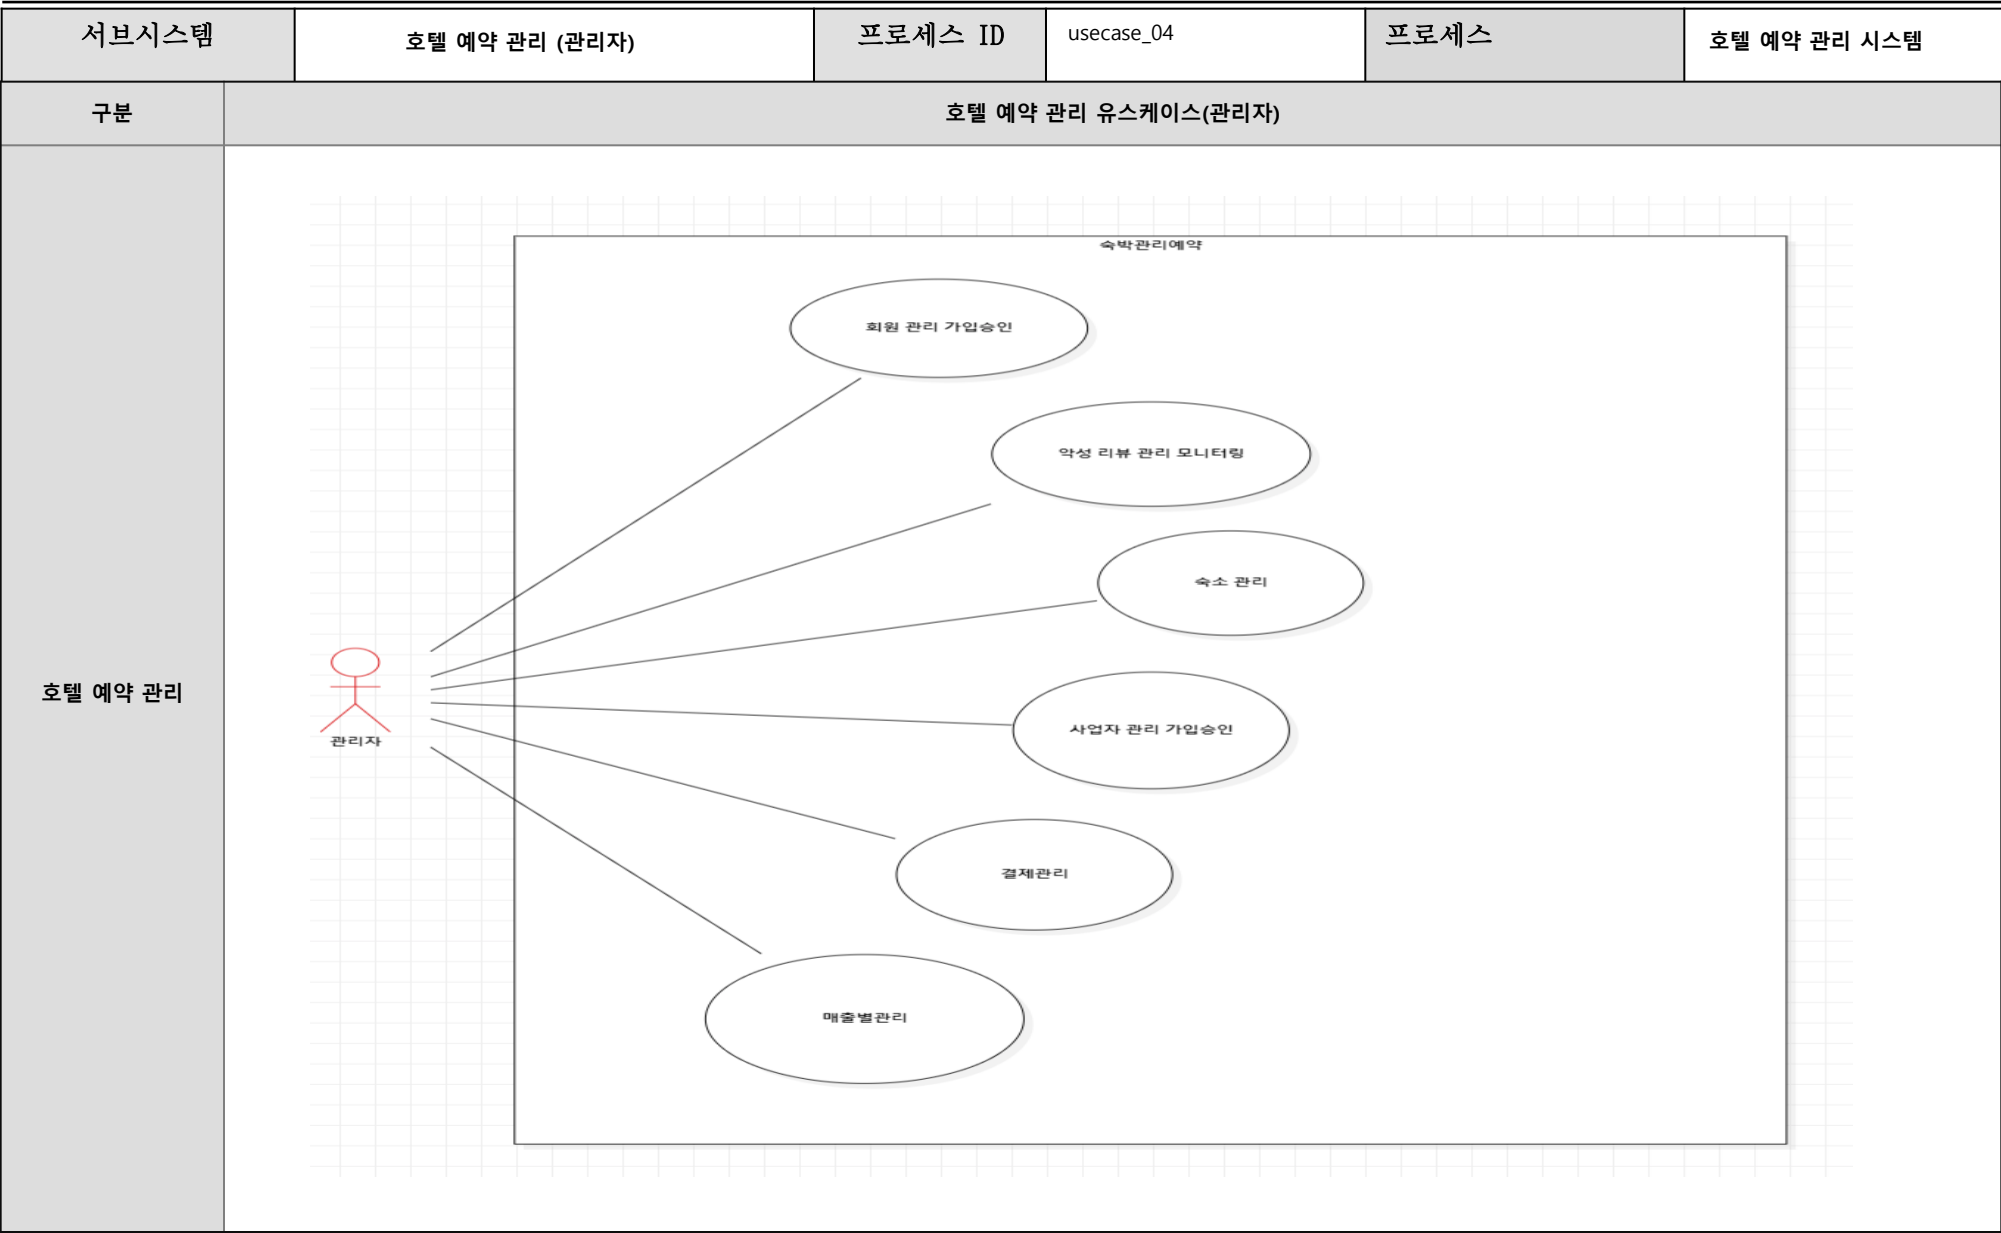 서브시스템
호텔 예약 관리 (관리자)
프로세스 ID
usecase_04
프로세스
호텔 예약 관리 시스템
구분
호텔 예약 관리 유스케이스(관리자)
숙박관리예약
회원 관리 가입승인
악성 리뷰 관리 모니터링
숙소 관리
호텔 예약 관리
관리자
사업자 관리 가입승인
결제관리
매출별관리